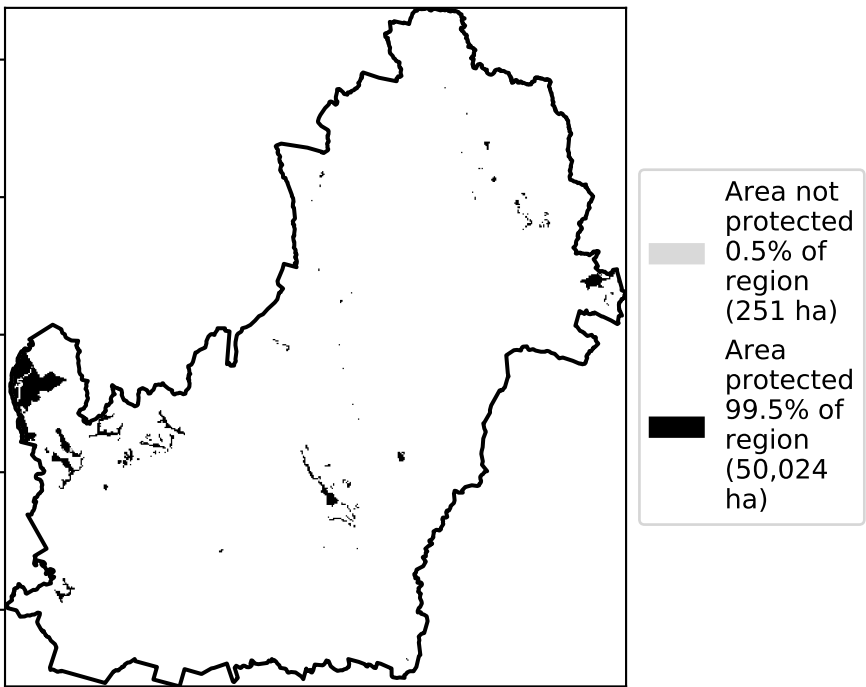 Area not
protected
0.5% of
region
(251 ha)
Area
protected
99.5% of
region
(50,024
ha)